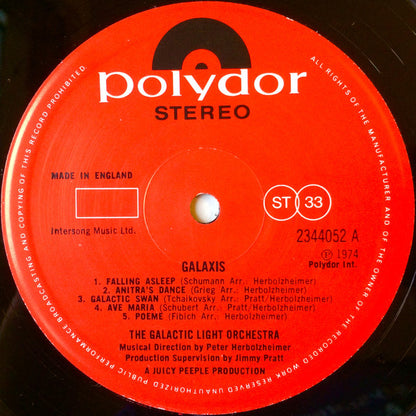 polydor
STEREO
ALL RIGHTS OF THE MANUFACTURER AND OF THE OWNER OF THE RECORDED WORK RESERVED
UNAUTHORIZED PUBLIC PERFORMANCE BROADCASTING AND COPYING OF THIS RECORD PROHIBITED
MADE IN ENGLAND
ST 33
Intersong Music Ltd.
2344052 A
℗ 1974
Polydor Int.
GALAXIS
1. FALLING ASLEEP (Schumann Arr. Herbolzheimer)
2. ANITRA'S DANCE (Grieg Arr. Herbolzheimer)
3. GALACTIC SWAN (Tchaikovsky Arr. Pratt/Herbolzheimer)
4. AVE MARIA (Schubert Arr. Pratt/Herbolzheimer)
5. POEME (Fibich Arr. Herbolzheimer)
THE GALACTIC LIGHT ORCHESTRA
Musical Direction by Peter Herbolzheimer
Production Supervision by Jimmy Pratt
A JUICY PEEPLE PRODUCTION